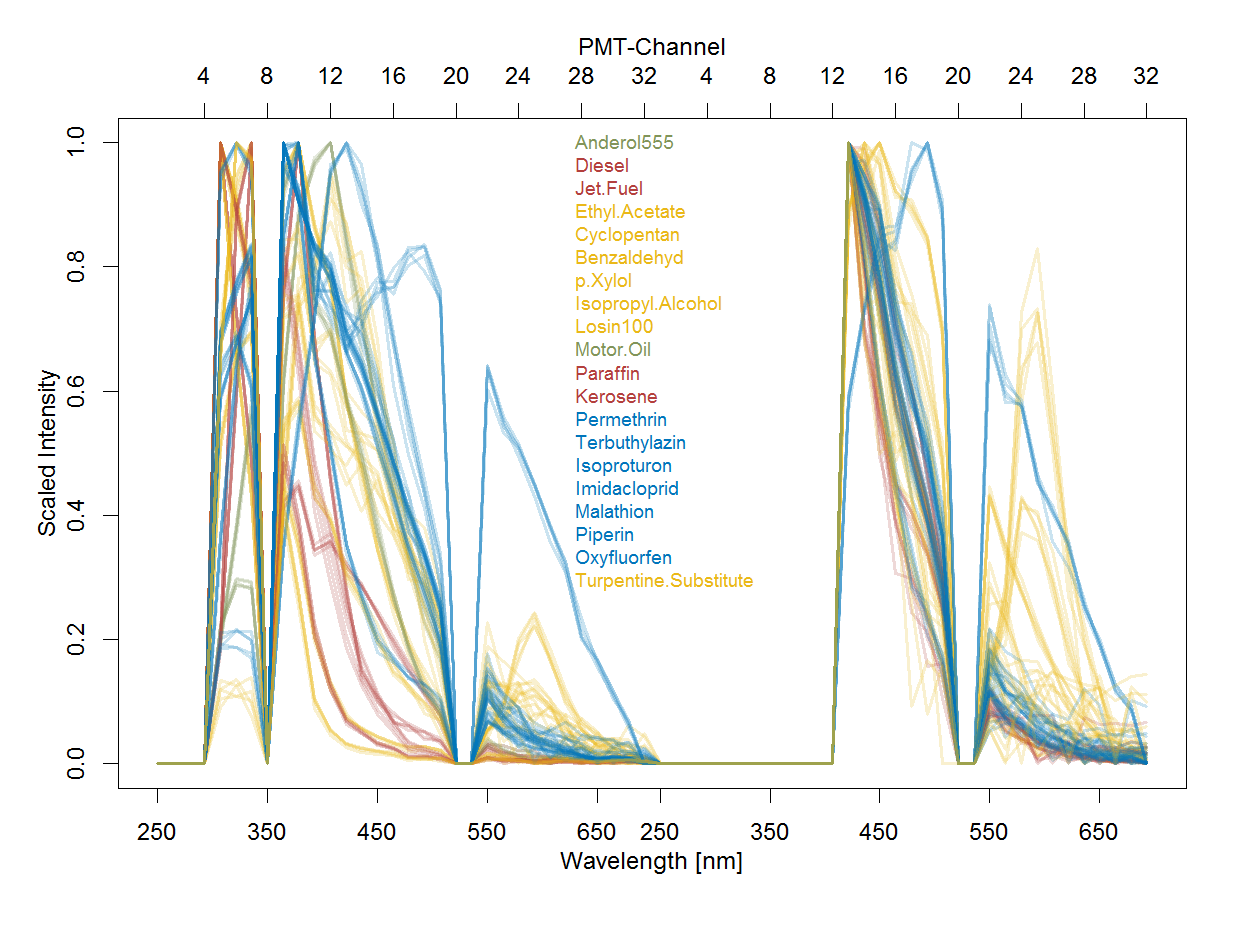 PMT-Channel
4 8 12 16 20 24 28 32 4 8 12 16 20 24 28 32
1.0
0.8
0.6
0.4
0.2
0.0
Scaled Intensity
Anderol555
Diesel
Jet.Fuel
Ethyl.Acetate
Cyclopentan
Benzaldehyd
p.Xylol
Isopropyl.Alcohol
Losin100
Motor.Oil
Paraffin
Kerosene
Permethrin
Terbuthylazin
Isoproturon
Imidacloprid
Malathion
Piperin
Oxyfluorfen
Turpentine.Substitute
250 350 450 550 650 250 350 450 550 650
Wavelength [nm]